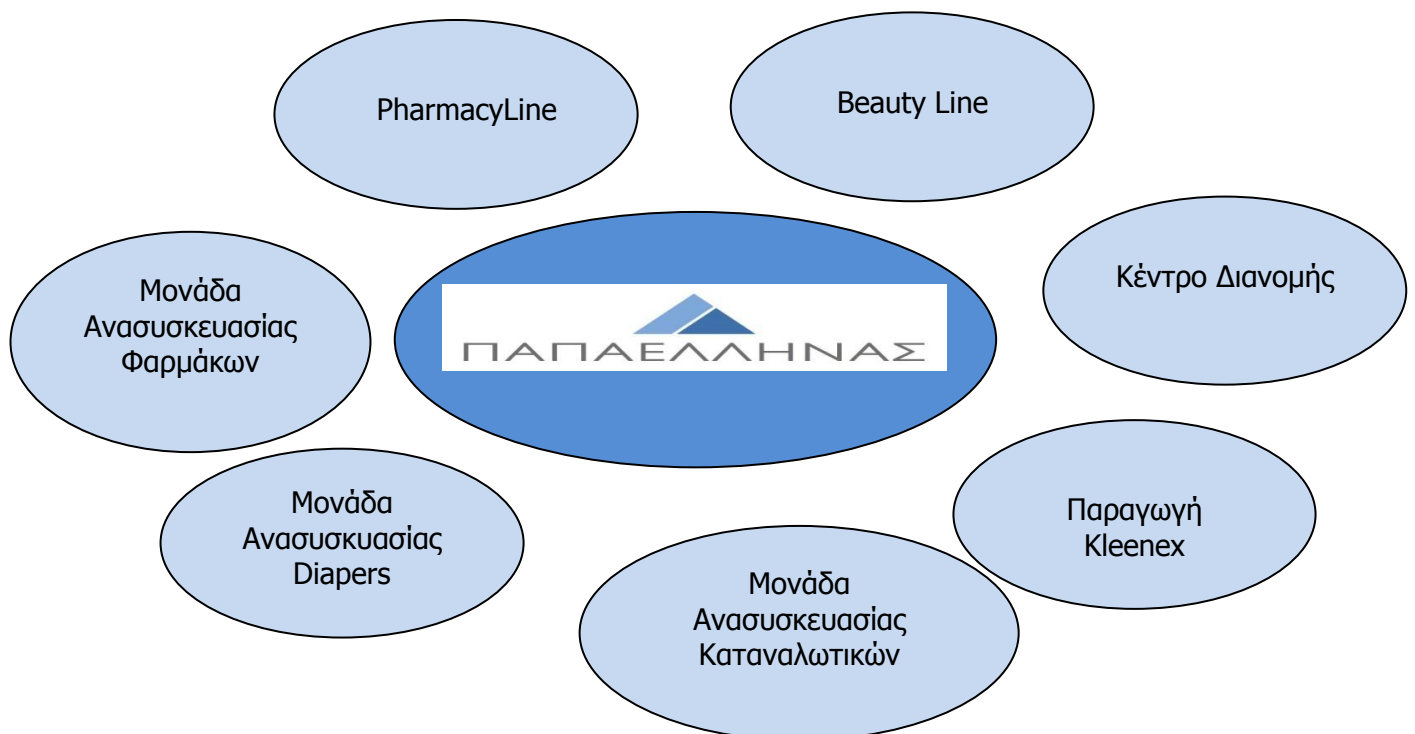 PharmacyLine
Beauty Line
Κέντρο Διανομής
Μονάδα
Ανασυσκευασίας
Φαρμάκων
ΠΑΠΑΕΛΛΗΝΑΣ
Μονάδα
Ανασυσκυασίας
Diapers
Παραγωγή
Kleenex
Μονάδα
Ανασυσκευασίας
Καταναλωτικών